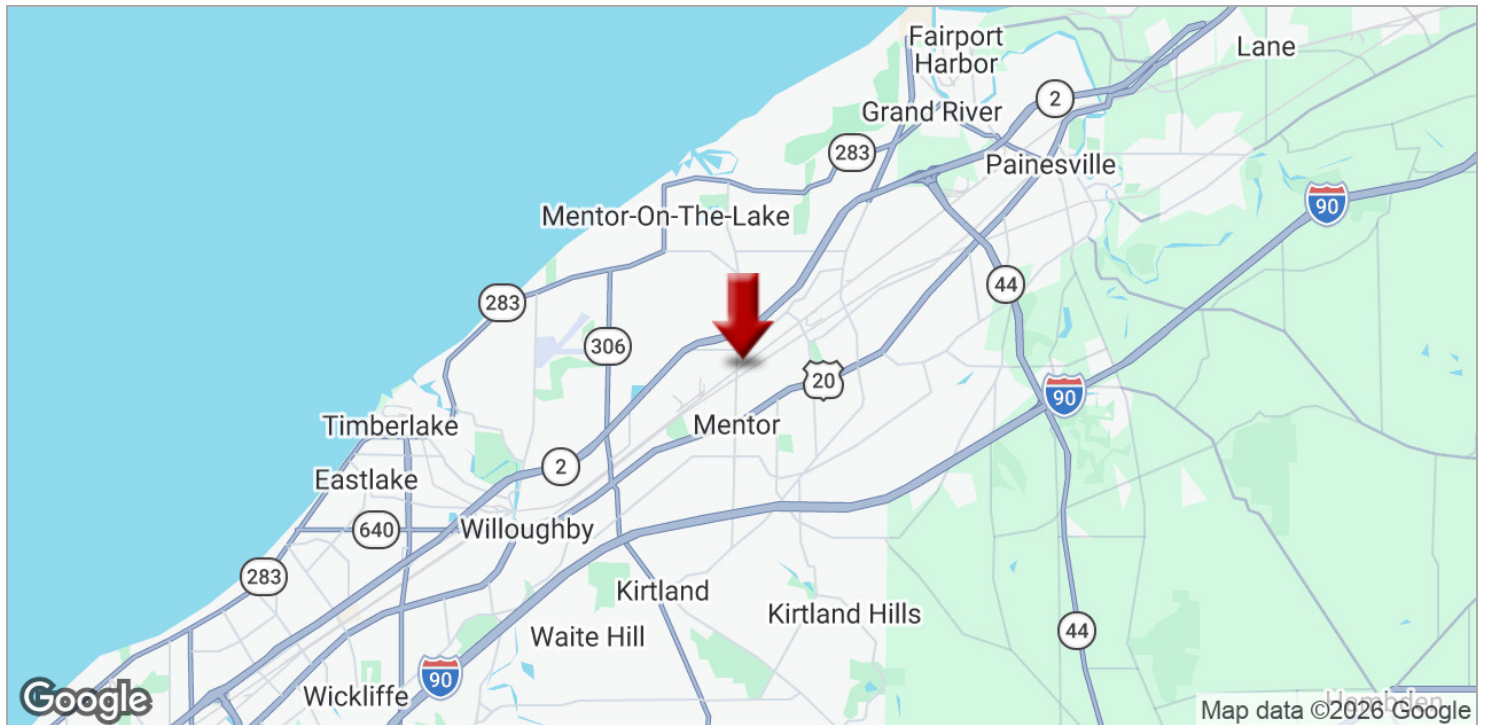 Fairport
Harbor
Lane
2
Grand River
283
Painesville
90
Mentor-On-The-Lake
44
283
306
20
90
Mentor
Timberlake
2
Eastlake
640
Willoughby
283
Kirtland
Kirtland Hills
44
Waite Hill
90
Wickliffe
Hambden
Google
Map data ©2026 Google